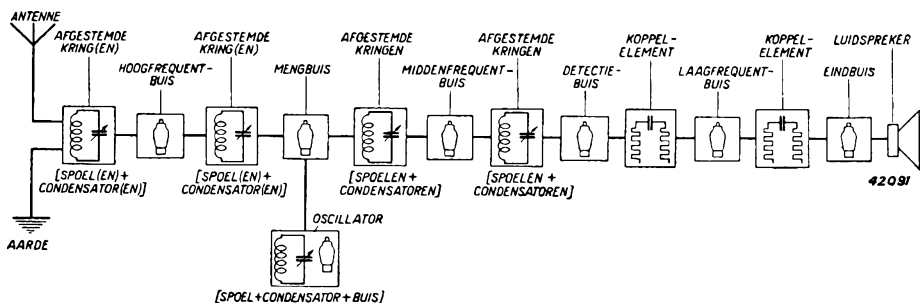 ANTENNE
AFGESTEMDE
KRING(EN)
HOOGFREQUENT-
BUIS
AFGESTEMDE
KRING(EN)
MENGBUIS
AFGESTEMDE
KRINGEN
MIDDENFREQUENT-
BUIS
AFGESTEMDE
KRINGEN
DETECTIE-
BUIS
KOPPEL-
ELEMENT
LAAGFREQUENT-
BUIS
KOPPEL-
ELEMENT
EINDBUIS
LUIDSPREKER
[SPOEL(EN)+
CONDENSATOR(EN)]
[SPOEL(EN)+
CONDENSATOR(EN)]
[SPOELEN +
CONDENSATOREN]
[SPOELEN +
CONDENSATOREN]
42091
AARDE
OSCILLATOR
[SPOEL+CONDENSATOR+BUIS]